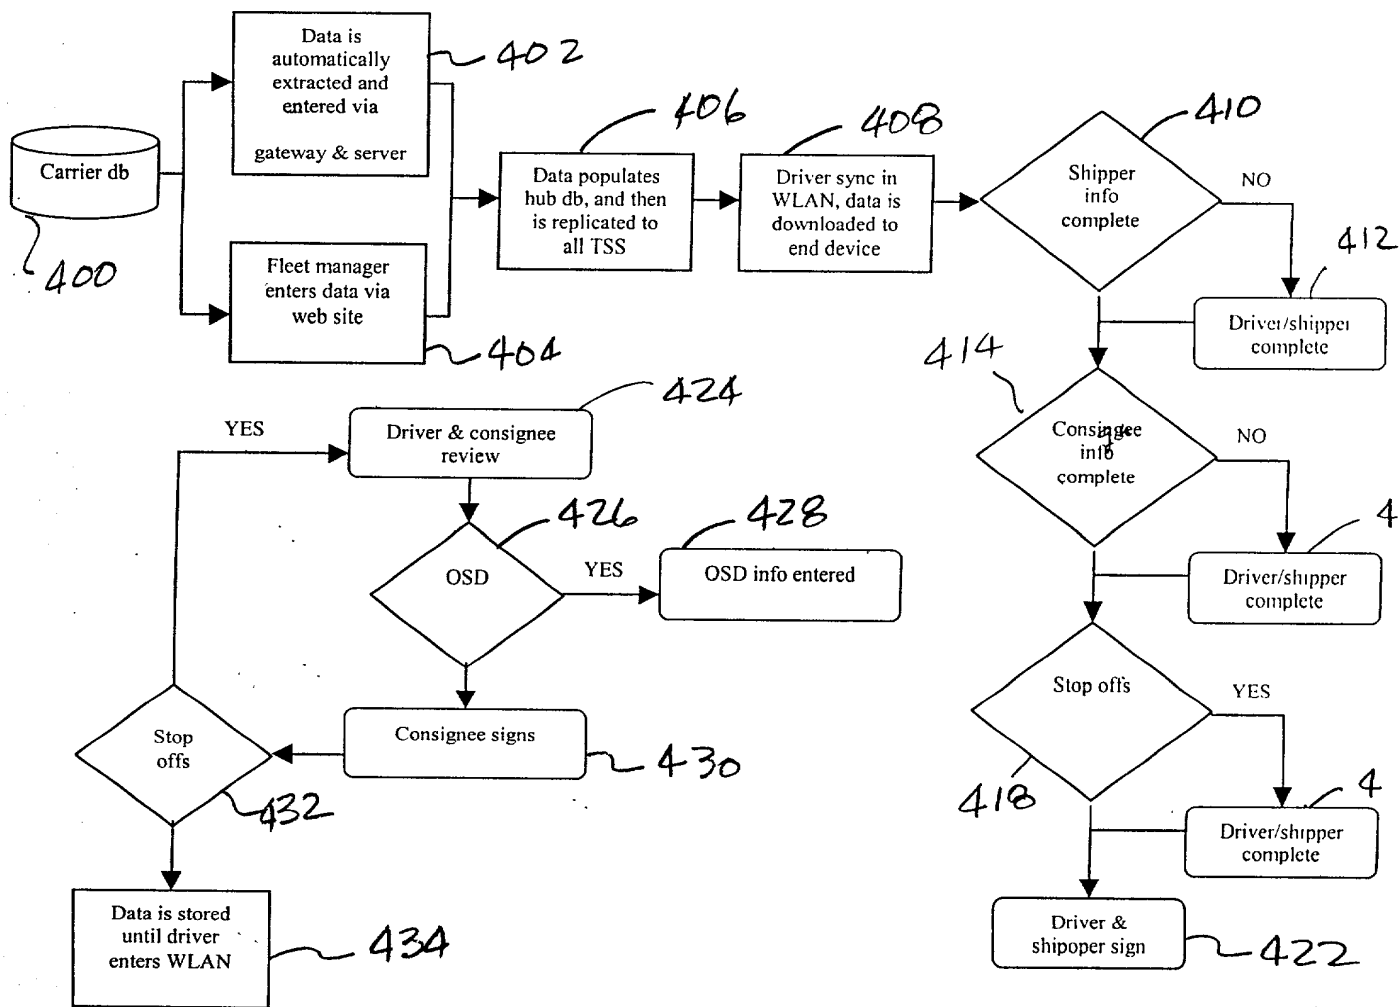 Data is
automatically
extracted and
entered via
gateway & server
402
Carrier db
400
Fleet manager
enters data via
web site
404
Data populates
hub db, and then
is replicated to
all TSS
406
Driver sync in
WLAN, data is
downloaded to
end device
408
Shipper
info
complete
410
NO
412
Driver/shipper
complete
414
Consingee
info
complete
NO
4
Driver/shipper
complete
Stop offs
418
YES
4
Driver/shipper
complete
Driver &
shipoper sign
422
YES
Driver & consignee
review
424
OSD
426
YES
428
OSD info entered
Consignee signs
430
Stop
offs
432
Data is stored
until driver
enters WLAN
434